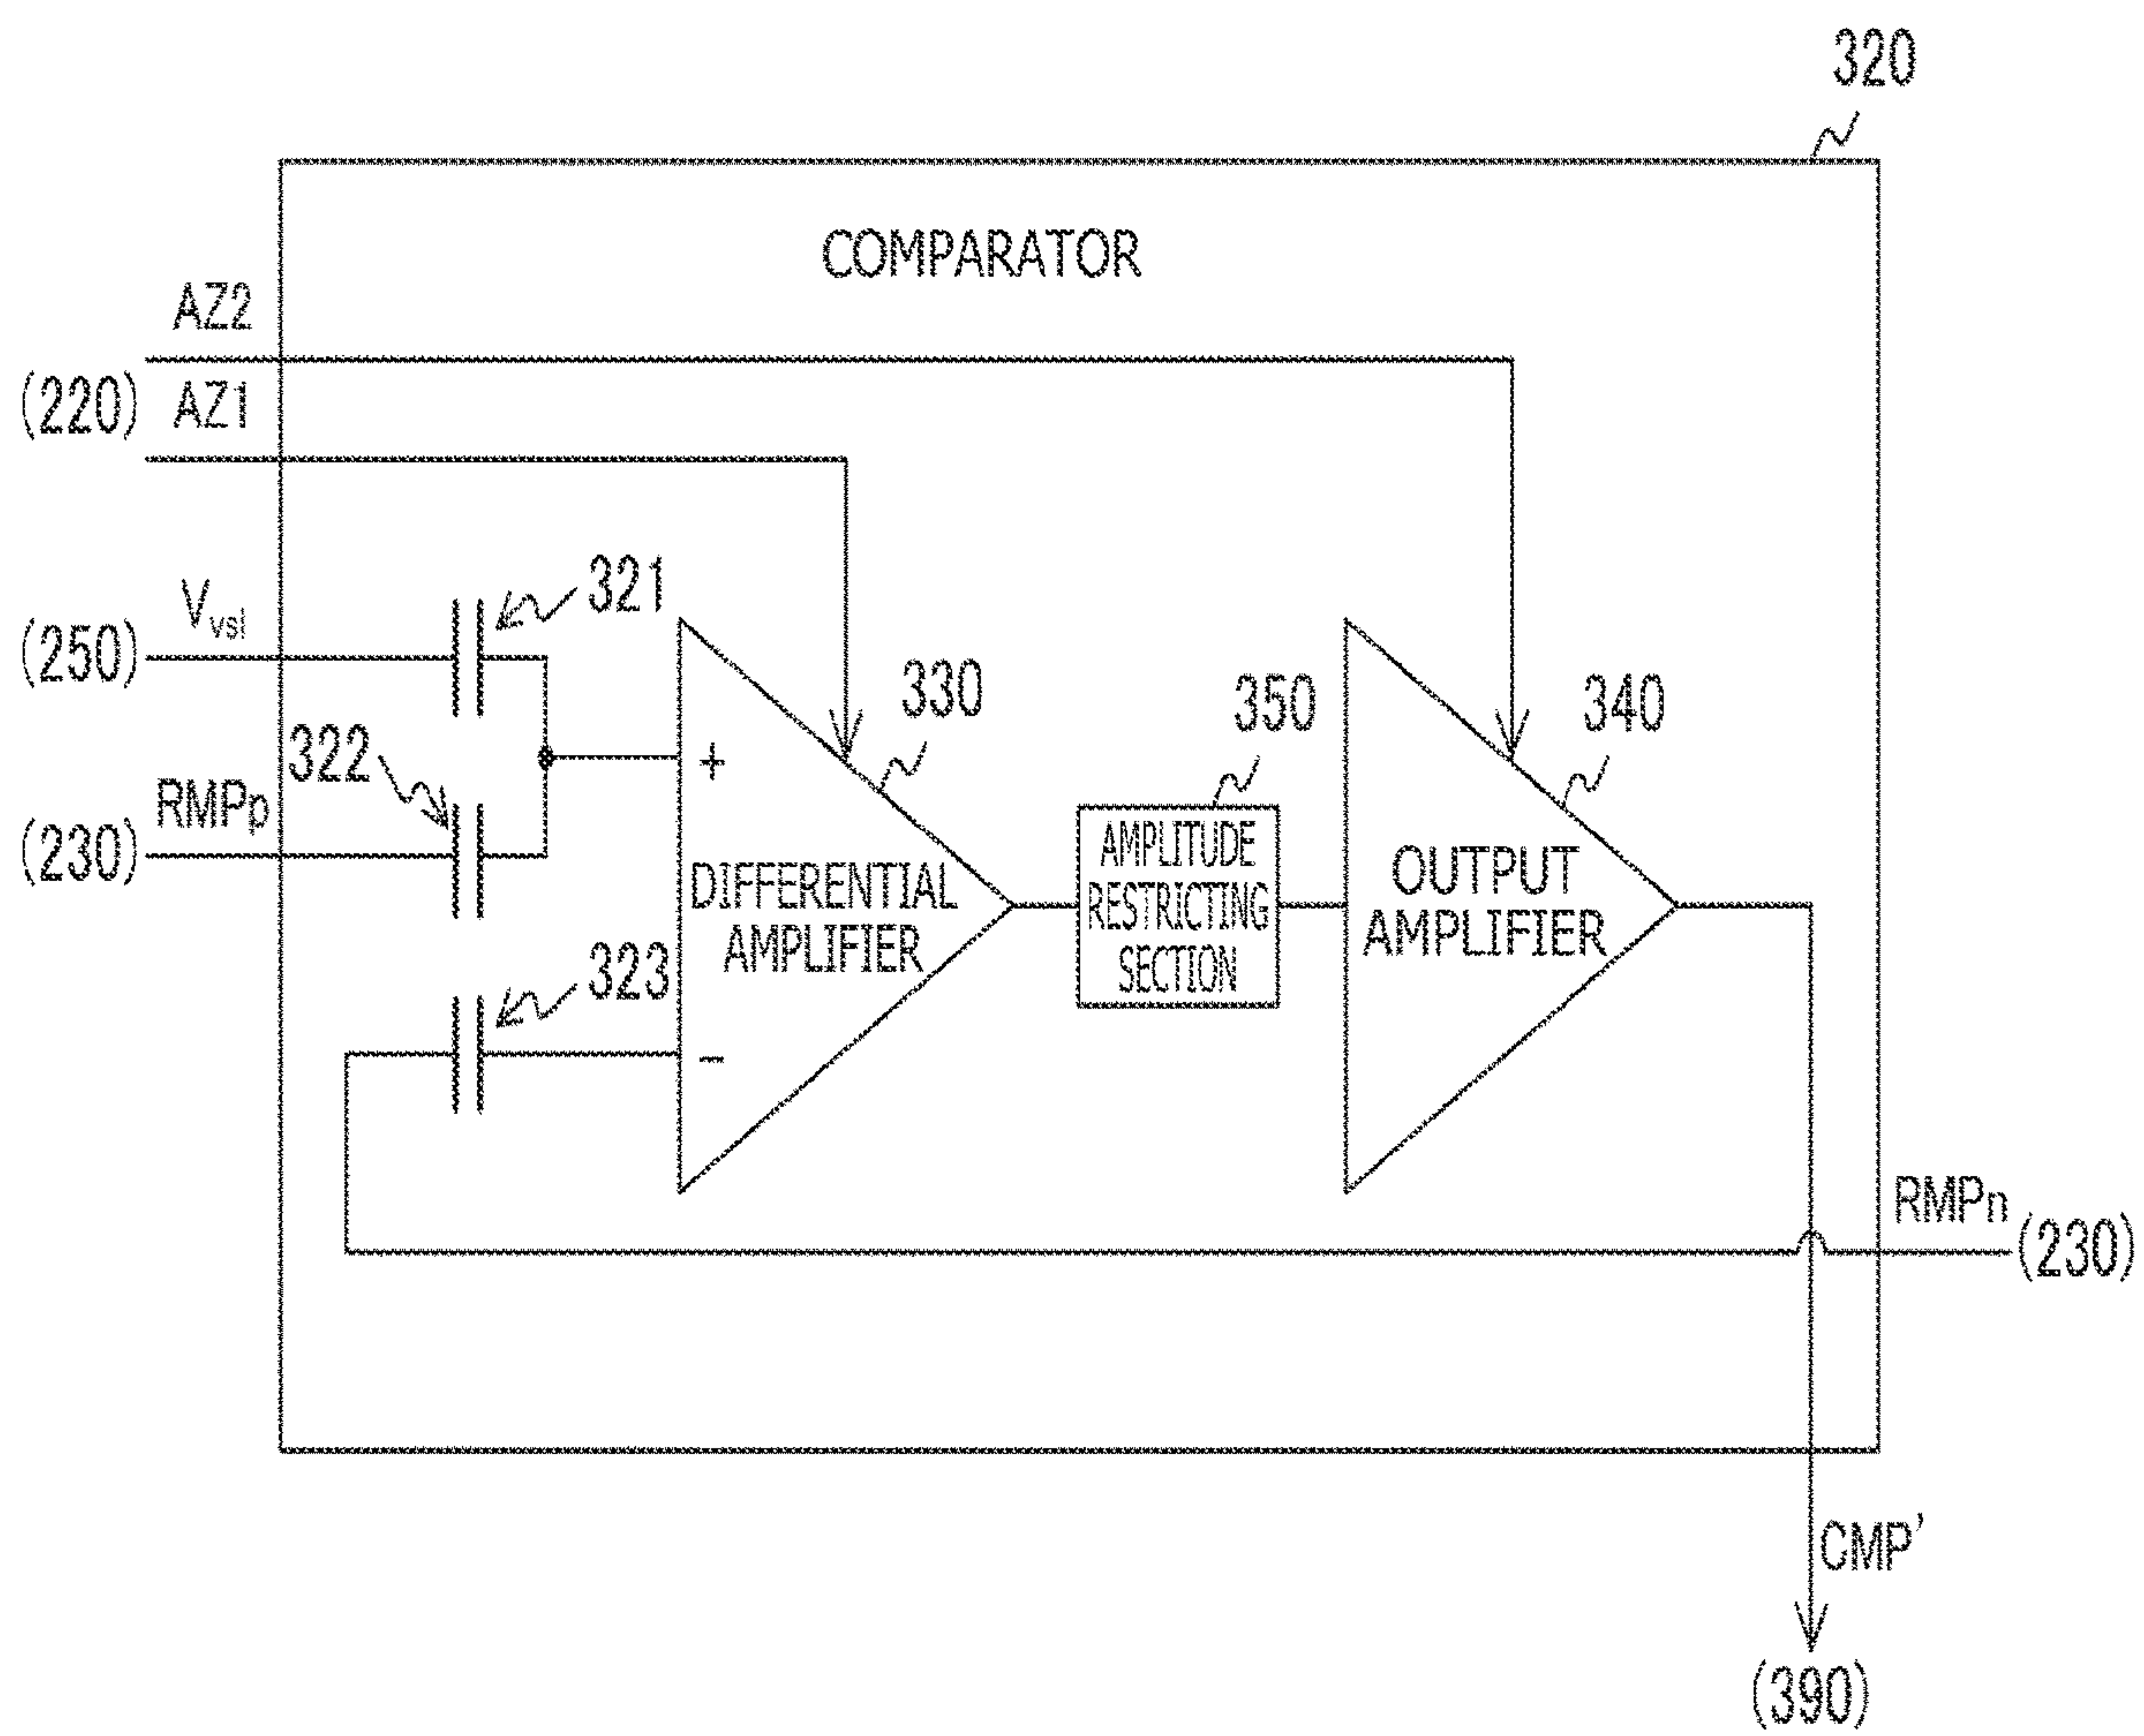 320
COMPARATOR
AZ2
(220)
AZ1
321
Vvsl
(250)
330
350
340
322
RMPp
(230)
+
AMPLITUDE
RESTRICTING
SECTION
OUTPUT
AMPLIFIER
DIFFERENTIAL
AMPLIFIER
323
−
RMPn
(230)
CMP'
(390)